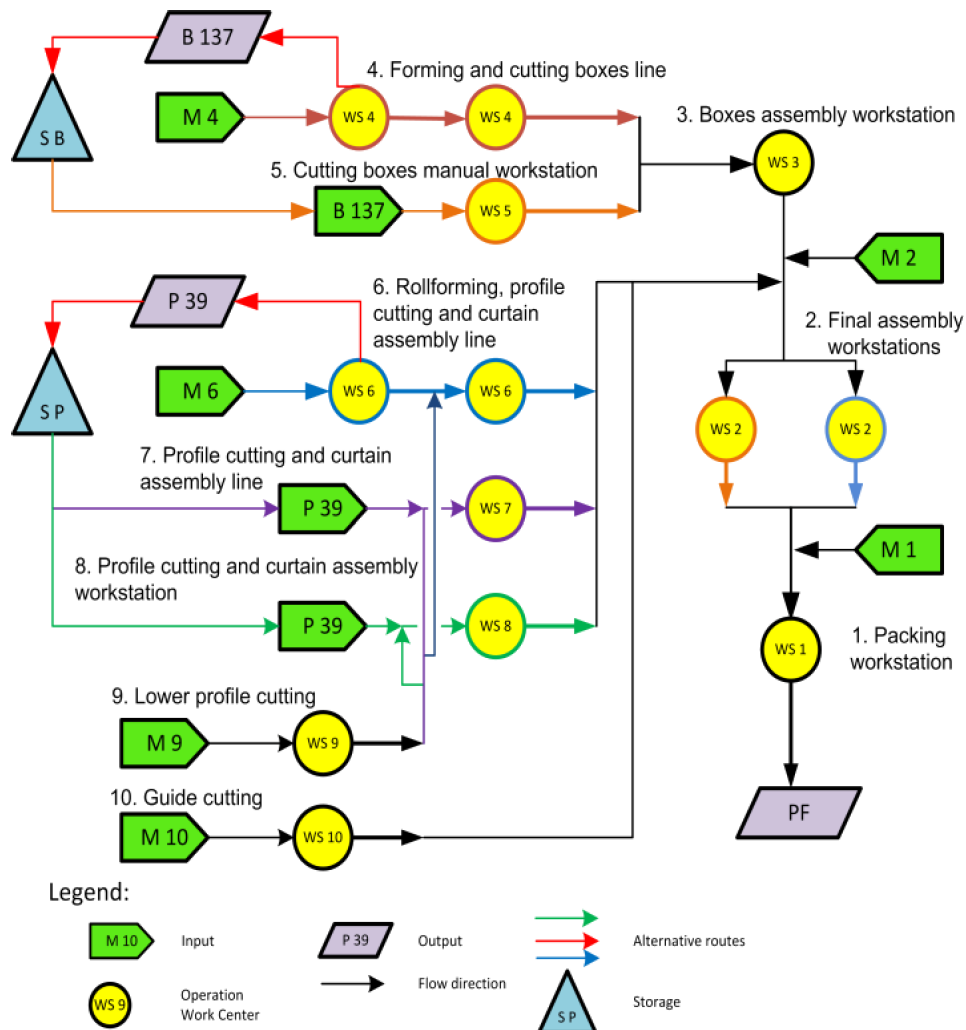 B 137
4. Forming and cutting boxes line
M 4
WS 4
WS 4
3. Boxes assembly workstation
S B
WS 3
5. Cutting boxes manual workstation
B 137
WS 5
M 2
P 39
6. Rollforming, profile
cutting and curtain
assembly line
2. Final assembly
workstations
S P
M 6
WS 6
WS 6
WS 2
WS 2
7. Profile cutting and curtain
assembly line
P 39
WS 7
M 1
8. Profile cutting and curtain assembly
workstation
P 39
WS 8
WS 1
1. Packing
workstation
9. Lower profile cutting
M 9
WS 9
10. Guide cutting
M 10
WS 10
PF
Legend:
M 10
Input
P 39
Output
Alternative routes
WS 9
Operation
Work Center
Flow direction
S P
Storage